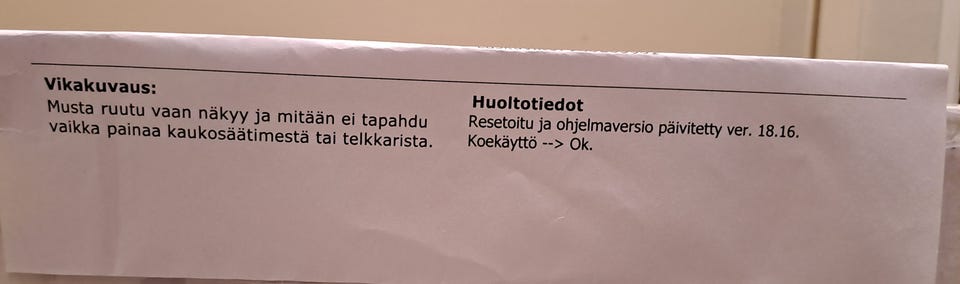 Vikakuvaus:
Musta ruutu vaan näkyy ja mitään ei tapahdu
vaikka painaa kaukosäätimestä tai telkkarista.
Huoltotiedot
Resetoitu ja ohjelmaversio päivitetty ver. 18.16.
Koekäyttö --> Ok.